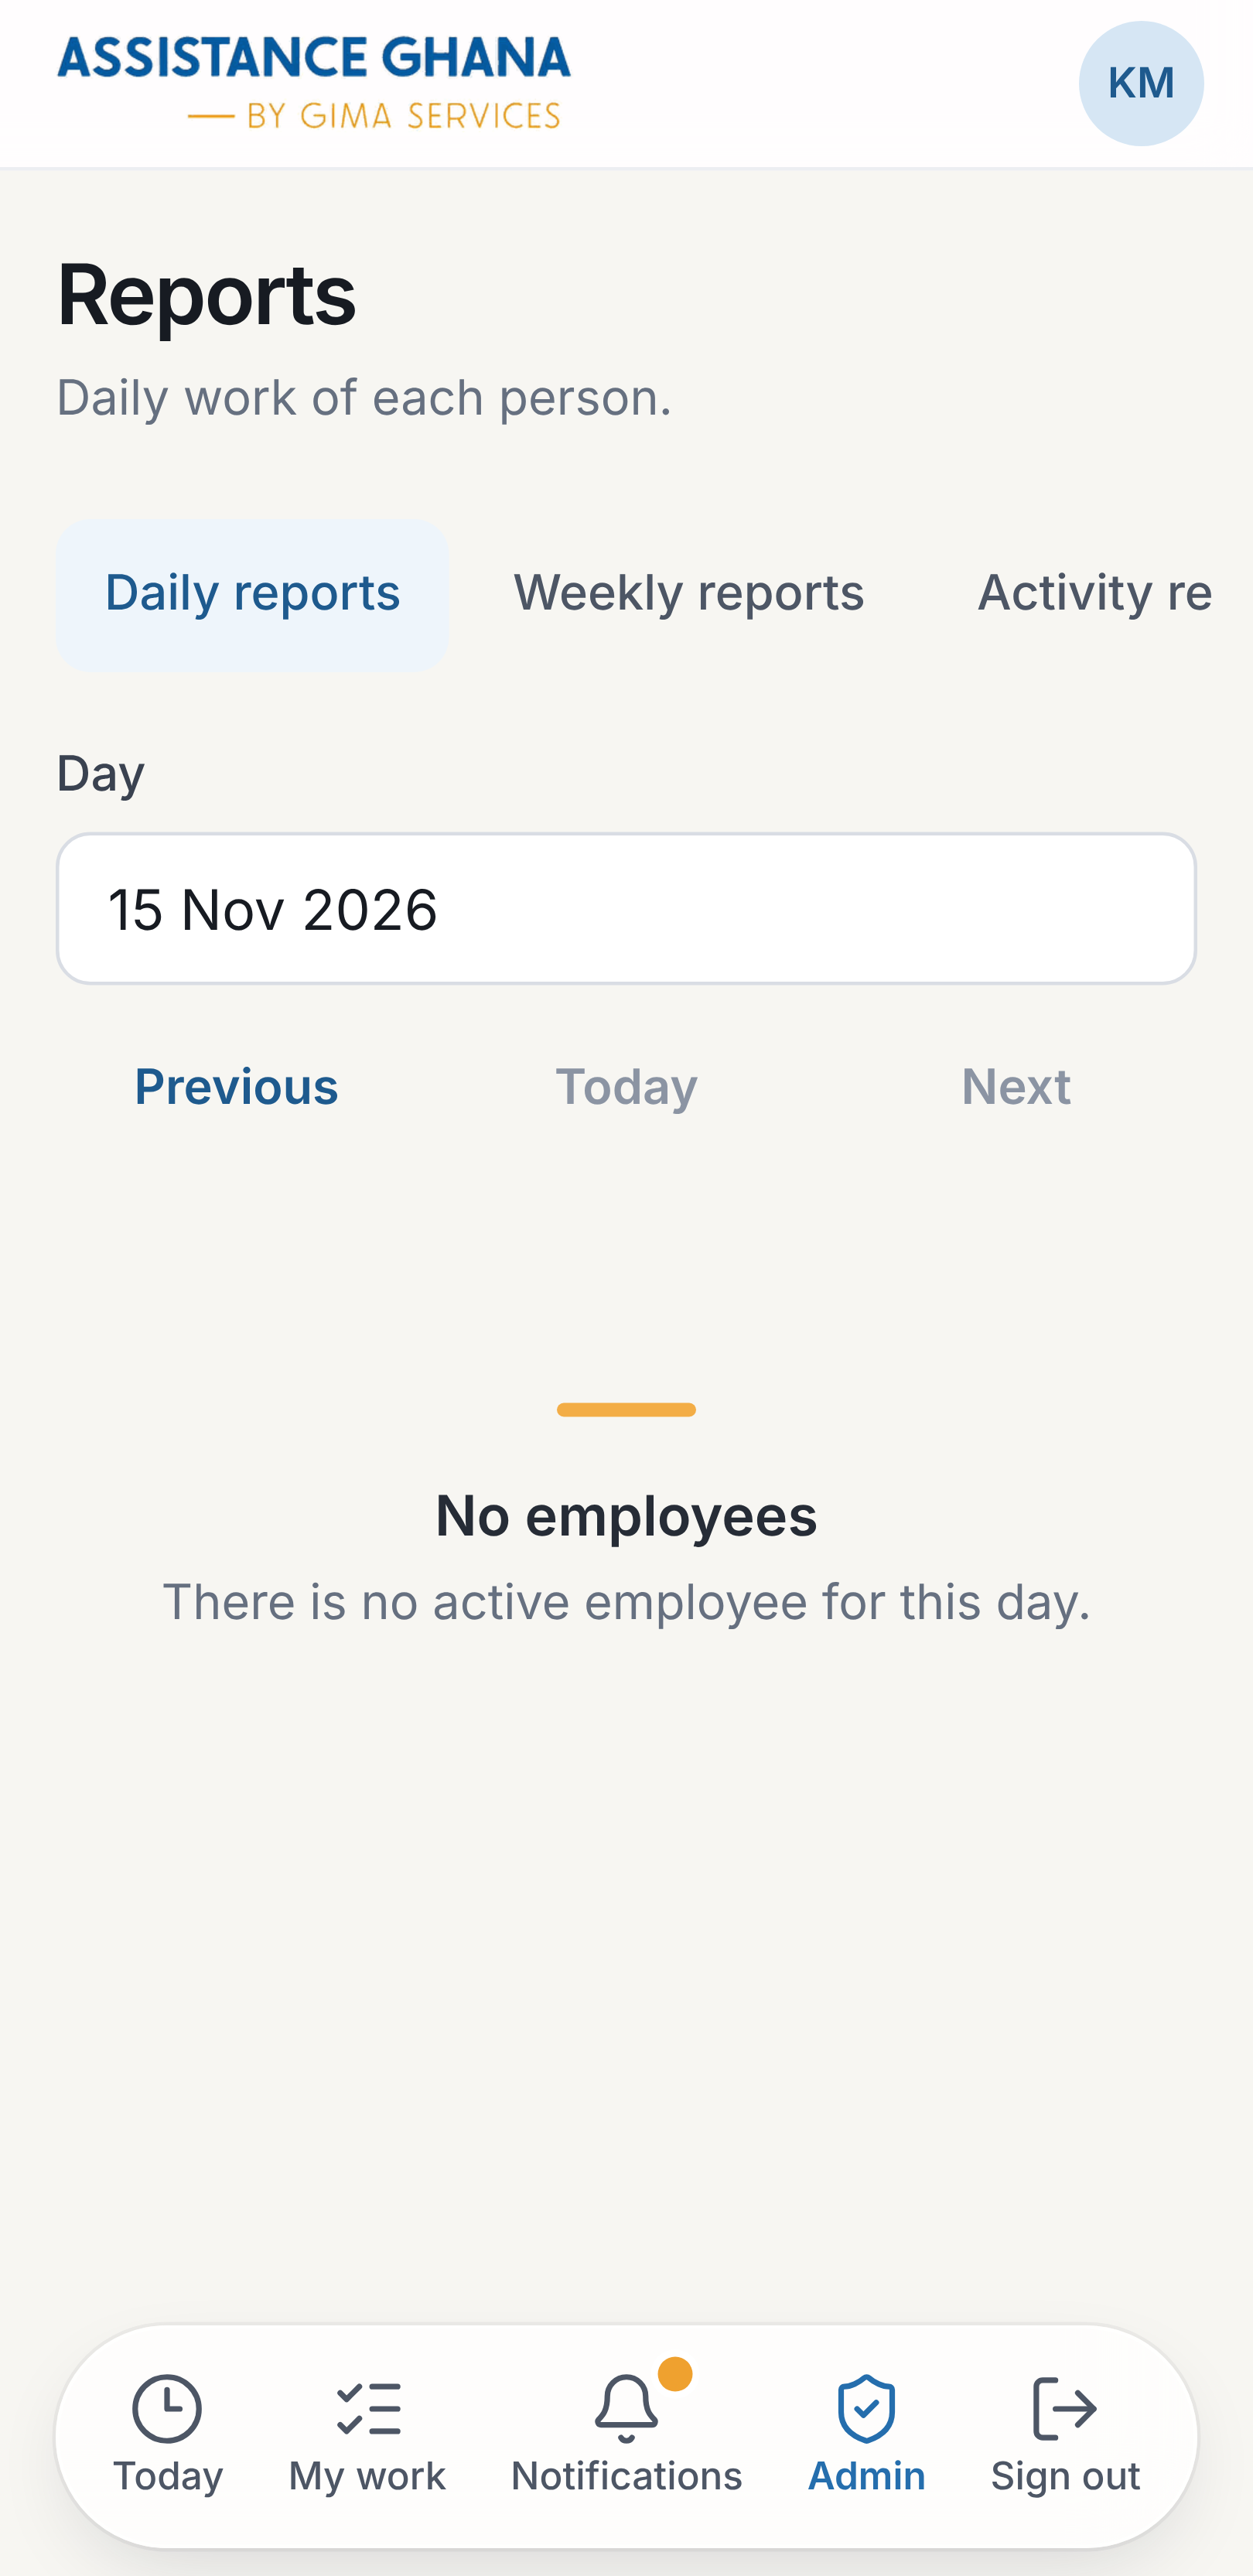 ASSISTANCE GHANA
BY GIMA SERVICES
KM
Reports
Daily work of each person.
Daily reports
Weekly reports
Activity re
Day
15 Nov 2026
Previous
Today
Next
No employees
There is no active employee for this day.
Today
My work
Notifications
Admin
Sign out